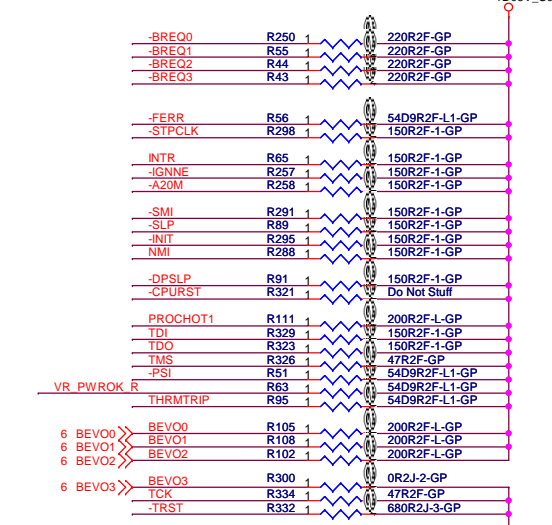 -BREQ0 R250 1 220R2F-GP
-BREQ1 R55 1 220R2F-GP
-BREQ2 R44 1 220R2F-GP
-BREQ3 R43 1 220R2F-GP
-FERR R56 1 54D9R2F-L1-GP
-STPCLK R298 1 150R2F-1-GP
INTR R65 1 150R2F-1-GP
-IGNNE R257 1 150R2F-1-GP
-A20M R258 1 150R2F-1-GP
-SMI R291 1 150R2F-1-GP
-SLP R89 1 150R2F-1-GP
-INIT R295 1 150R2F-1-GP
NMI R288 1 150R2F-1-GP
-DPSLP R91 1 150R2F-1-GP
-CPURST R321 1 Do Not Stuff
PROCHOT1 R111 1 200R2F-L-GP
TDI R329 1 150R2F-1-GP
TDO R323 1 150R2F-1-GP
TMS R326 1 47R2F-GP
-PSI R51 1 54D9R2F-L1-GP
VR_PWROK_R R63 1 54D9R2F-L1-GP
THRMTRIP R95 1 54D9R2F-L1-GP
6 BEVO0 BEVO0 R105 1 200R2F-L-GP
6 BEVO1 BEVO1 R108 1 200R2F-L-GP
6 BEVO2 BEVO2 R102 1 200R2F-L-GP
6 BEVO3 BEVO3 R300 1 0R2J-2-GP
TCK R334 1 47R2F-GP
-TRST R332 1 680R2J-3-GP